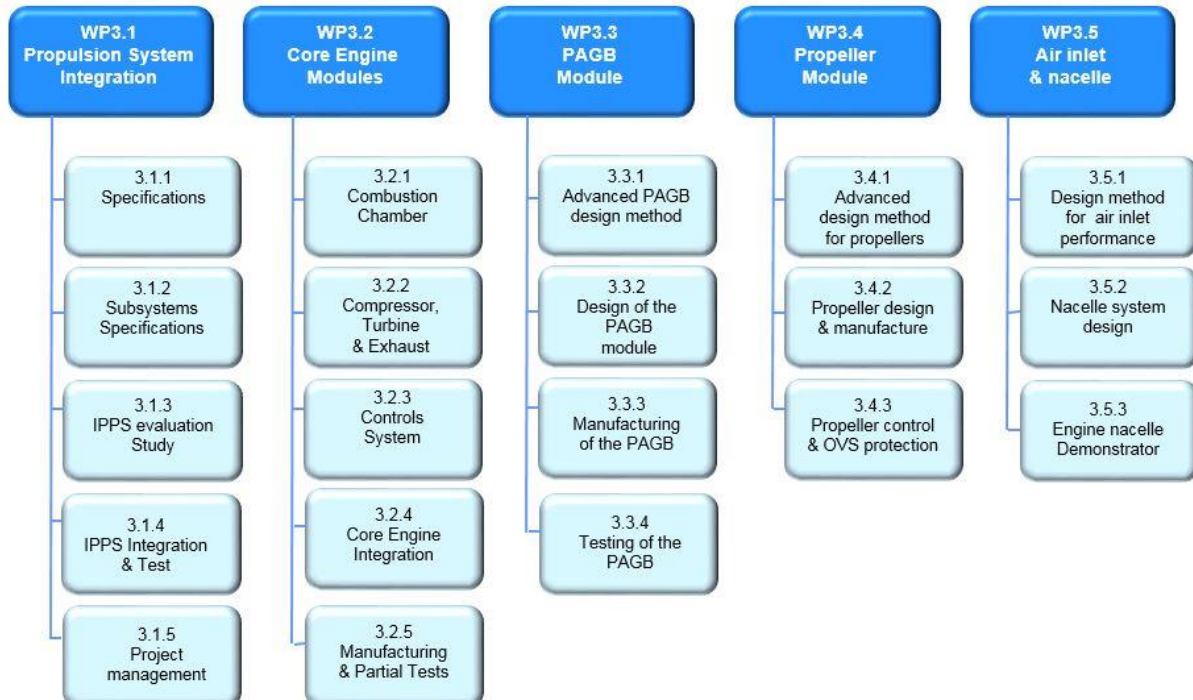 WP3.1
Propulsion System
Integration
3.1.1
Specifications
3.1.2
Subsystems
Specifications
3.1.3
IPPS evaluation
Study
3.1.4
IPPS Integration
& Test
3.1.5
Project
management
WP3.2
Core Engine
Modules
3.2.1
Combustion
Chamber
3.2.2
Compressor,
Turbine
& Exhaust
3.2.3
Controls
System
3.2.4
Core Engine
Integration
3.2.5
Manufacturing
& Partial Tests
WP3.3
PAGB
Module
3.3.1
Advanced PAGB
design method
3.3.2
Design of the
PAGB
module
3.3.3
Manufacturing
of the PAGB
3.3.4
Testing of the
PAGB
WP3.4
Propeller
Module
3.4.1
Advanced
design method
for propellers
3.4.2
Propeller design
& manufacture
3.4.3
Propeller control
& OVS protection
WP3.5
Air inlet
& nacelle
3.5.1
Design method
for air inlet
performance
3.5.2
Nacelle system
design
3.5.3
Engine nacelle
Demonstrator